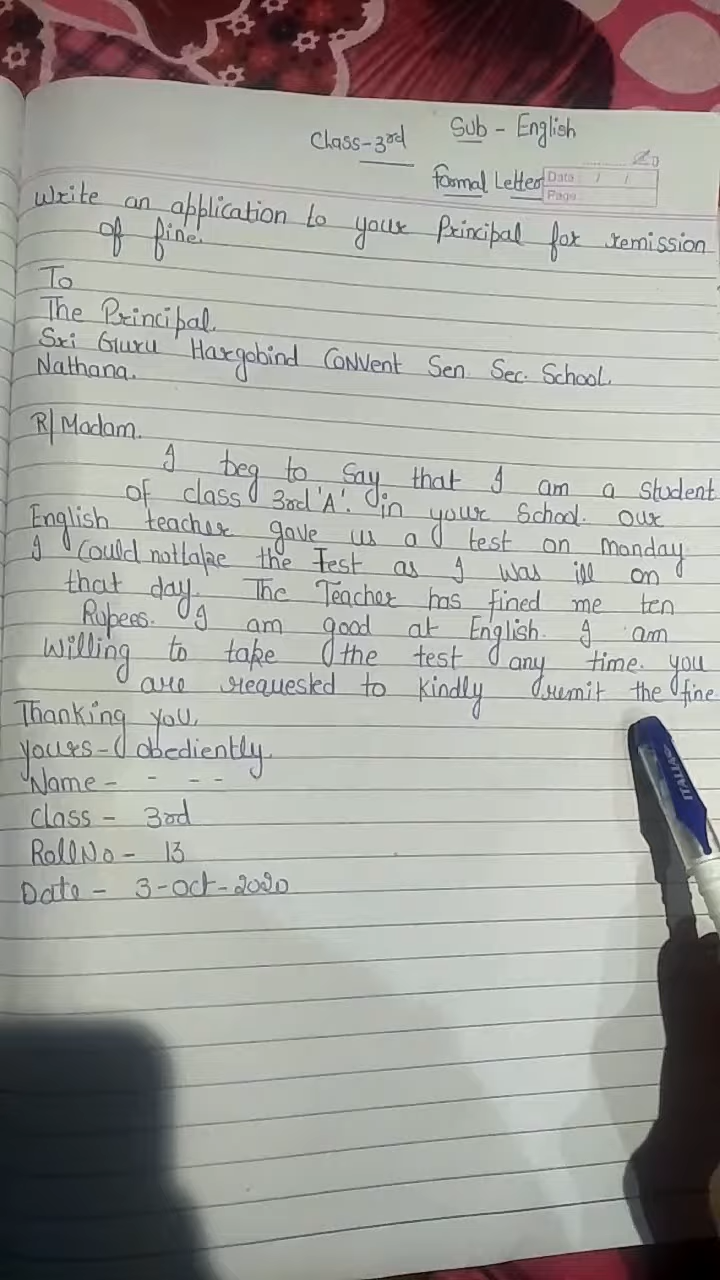 Class-3rd Sub - English
Formal Letter
Date / /
Page
Write an application to your Principal for remission
of fine.
To
The Principal.
Sri Guru Hargobind Convent Sen. Sec. School.
Nathana.
R/Madam.
I beg to say that I am a student
of class 3rd 'A'. in your School. our
English teacher gave us a test on monday
I Could not take the Test as I was ill on
that day. The Teacher has fined me ten
Rupees. I am good at English. I am
willing to take the test any time. you
are requested to kindly remit the fine
Thanking you,
yours - obediently.
Name - - - -
Class - 3rd
Roll No - 13
Date - 3-Oct-2020